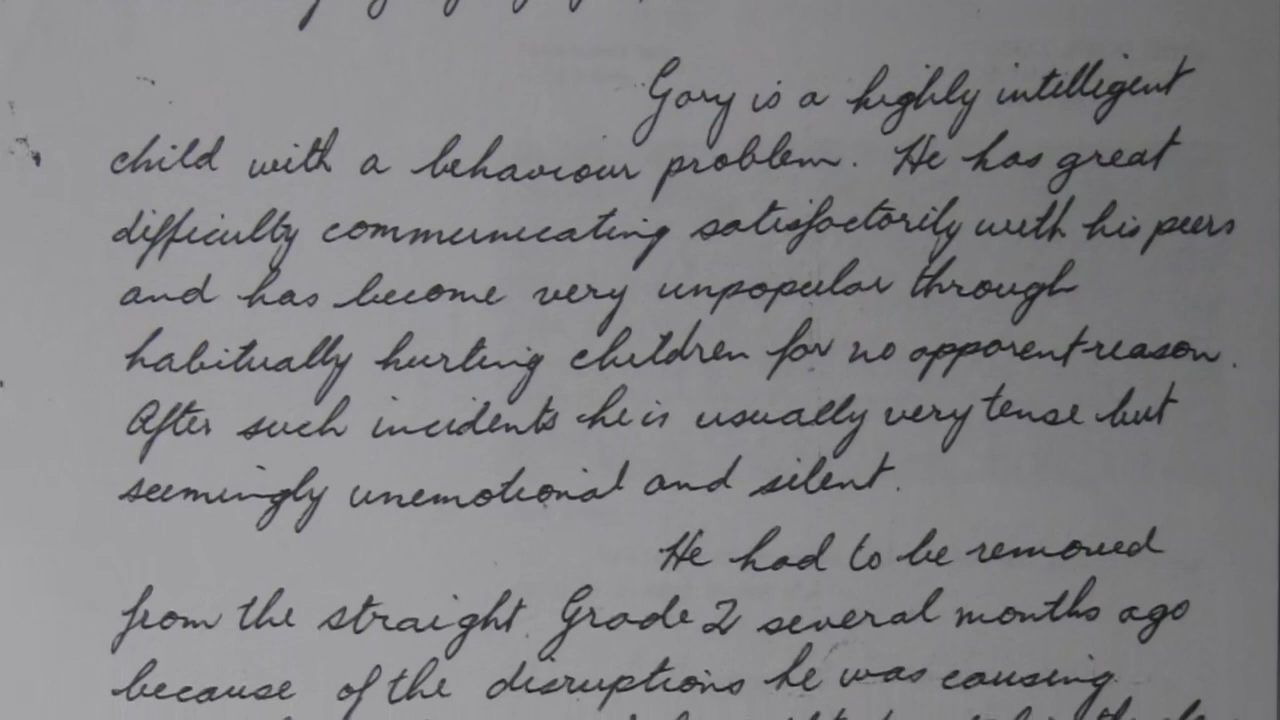 Gary is a highly intelligent
child with a behaviour problem. He has great
difficulty communicating satisfactorily with his peers
and has become very unpopular through
habitually hurting children for no apparent reason.
After such incidents he is usually very tense but
seemingly unemotional and silent.
He had to be removed
from the straight Grade 2 several months ago
because of the disruptions he was causing